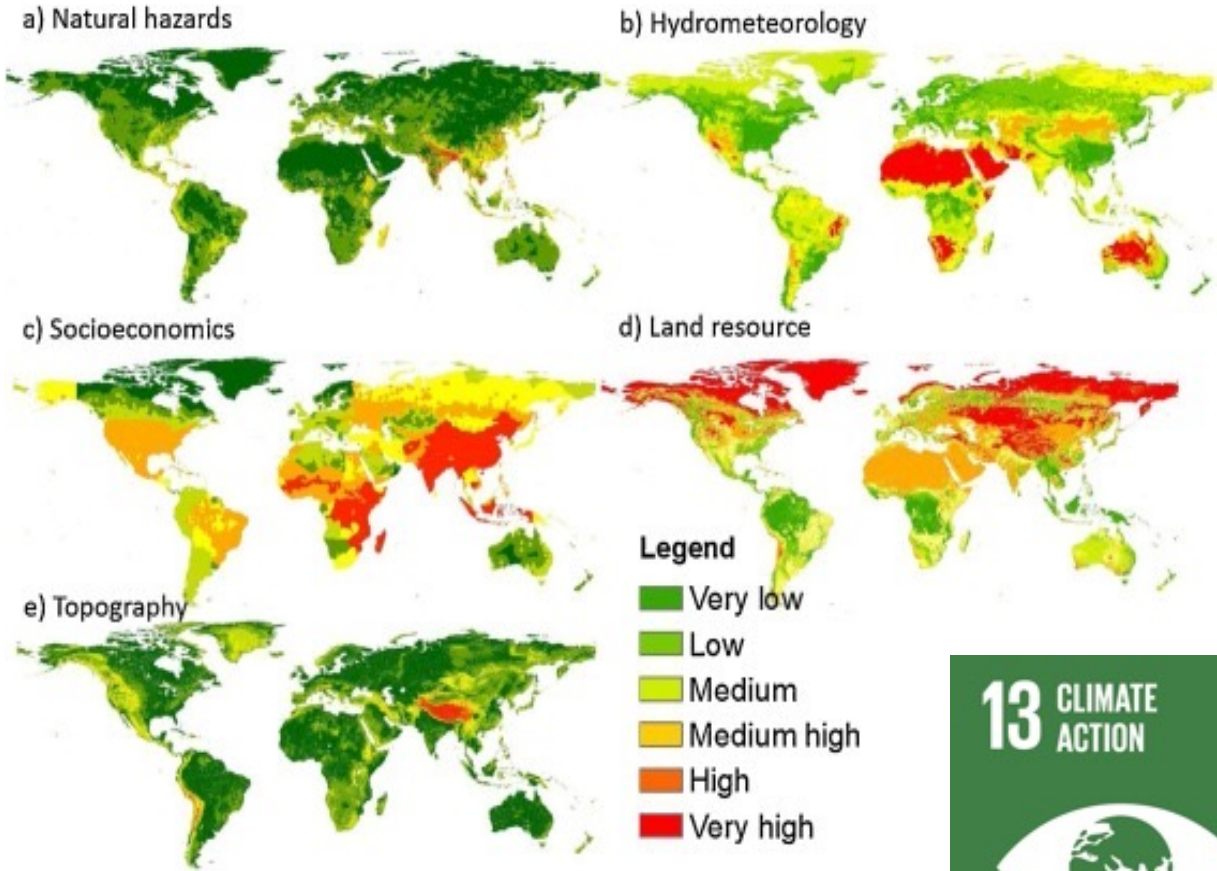 a) Natural hazards
b) Hydrometeorology
c) Socioeconomics
d) Land resource
e) Topography
Legend
Very low
Low
Medium
Medium high
High
Very high
13 CLIMATE
ACTION